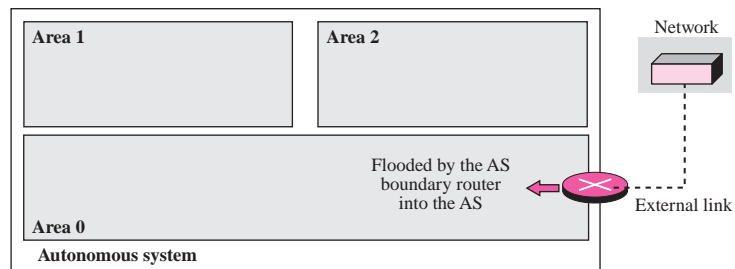 Area 1
Area 2
Network
Flooded by the AS
boundary router
into the AS
External link
Area 0
Autonomous system